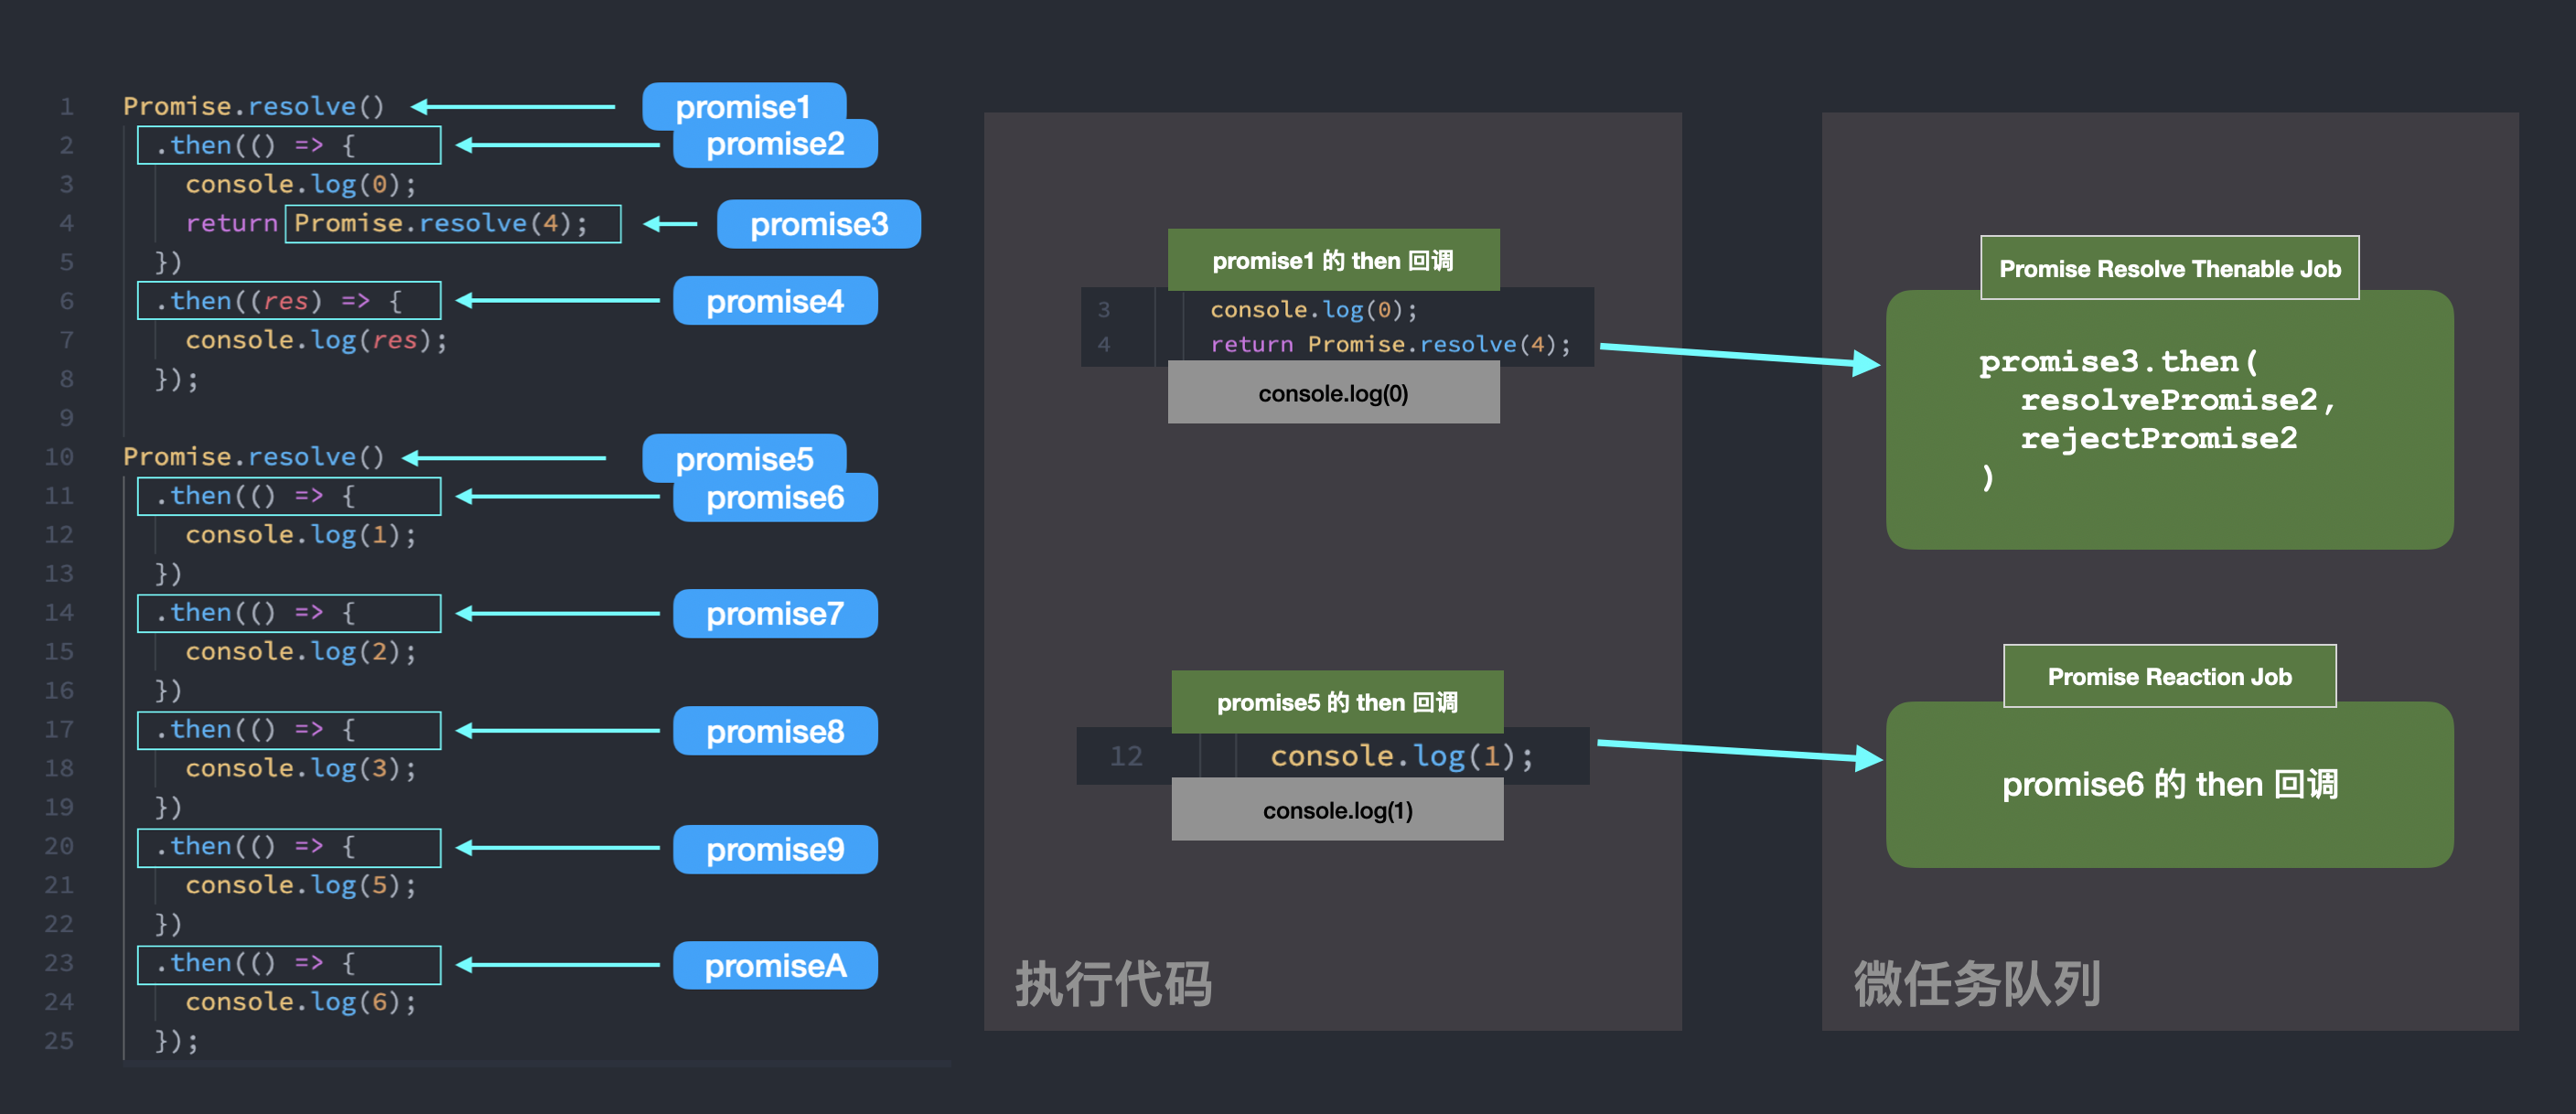 1 Promise.resolve()
2 .then(() => {
3 console.log(0);
4 return Promise.resolve(4);
5 })
6 .then((res) => {
7 console.log(res);
8 });
9
10 Promise.resolve()
11 .then(() => {
12 console.log(1);
13 })
14 .then(() => {
15 console.log(2);
16 })
17 .then(() => {
18 console.log(3);
19 })
20 .then(() => {
21 console.log(5);
22 })
23 .then(() => {
24 console.log(6);
25 });
promise1
promise2
promise3
promise4
promise5
promise6
promise7
promise8
promise9
promiseA
promise1 的 then 回调
3 console.log(0);
4 return Promise.resolve(4);
console.log(0)
promise5 的 then 回调
12 console.log(1);
console.log(1)
执行代码
Promise Resolve Thenable Job
promise3.then(
resolvePromise2,
rejectPromise2
)
Promise Reaction Job
promise6 的 then 回调
微任务队列